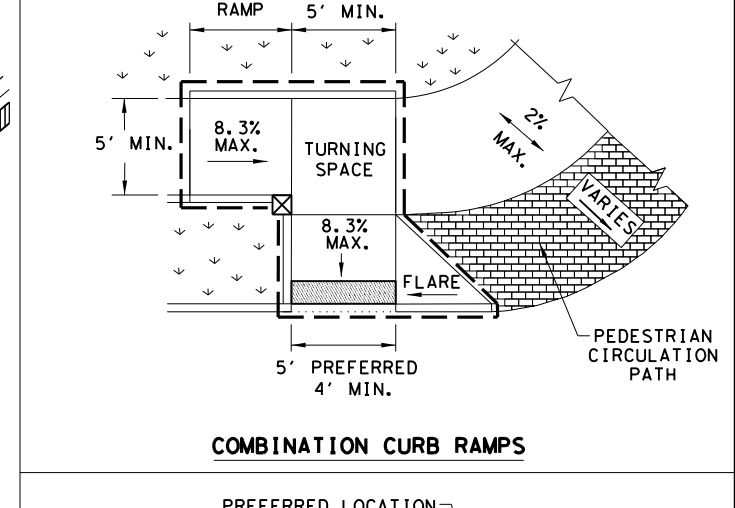 RAMP
5' MIN.
5' MIN.
8.3%
MAX.
TURNING
SPACE
2%
MAX.
VARIES
8.3%
MAX.
FLARE
PEDESTRIAN
CIRCULATION
PATH
5' PREFERRED
4' MIN.
COMBINATION CURB RAMPS
PREFERRED LOCATION